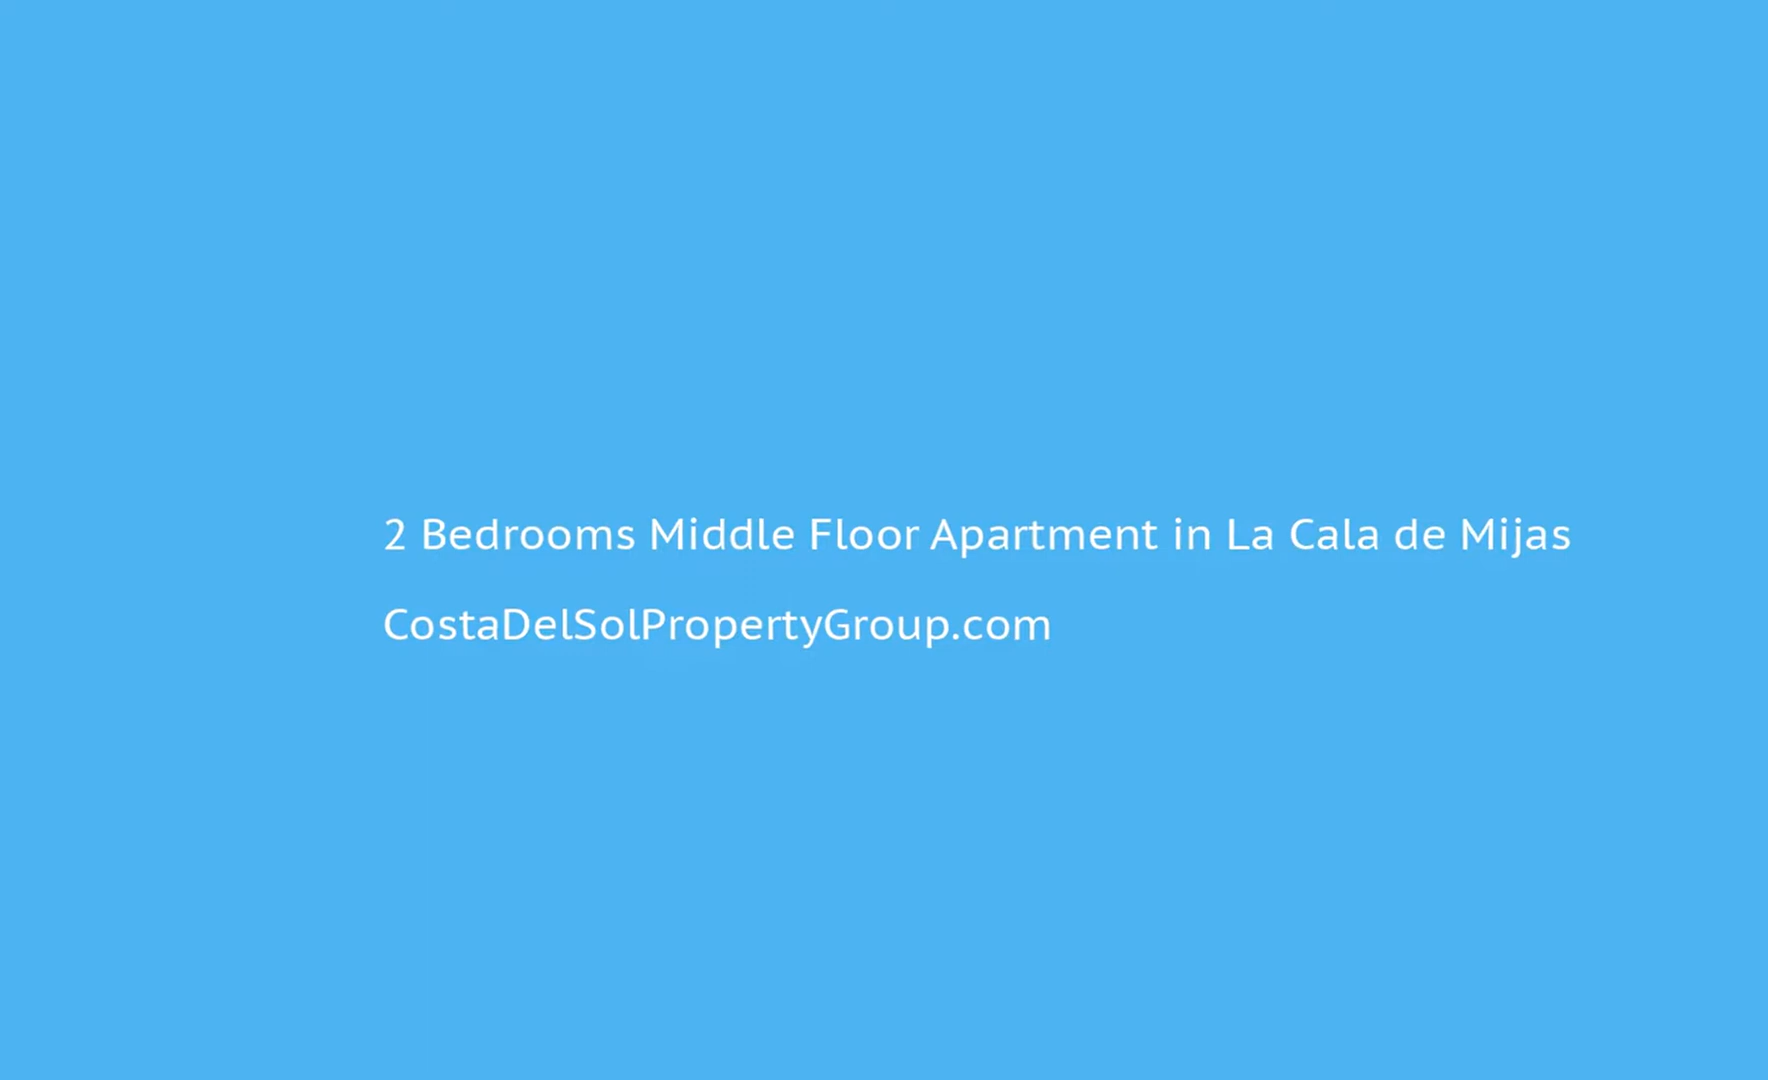 2 Bedrooms Middle Floor Apartment in La Cala de Mijas
CostaDelSolPropertyGroup.com